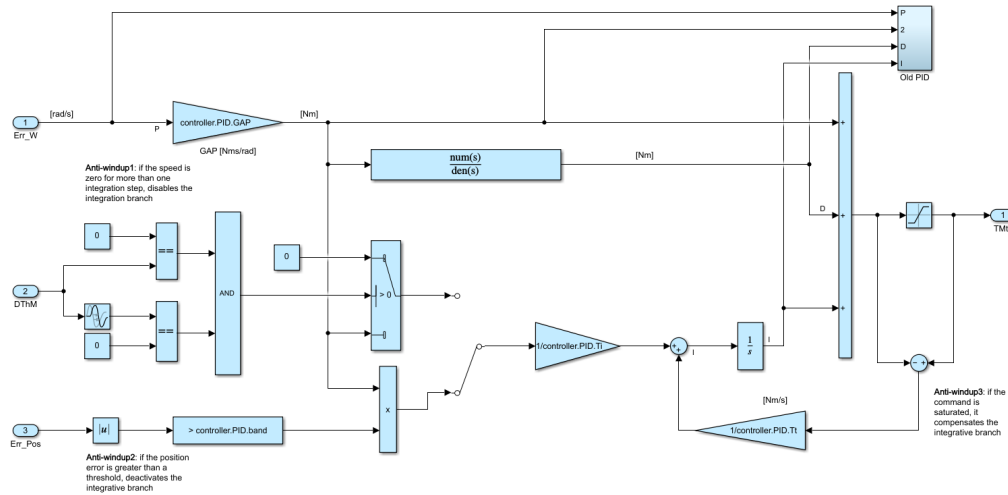 P
2
D
I
Old PID
1
Err_W
[rad/s]
P
controller.PID.GAP
GAP [Nms/rad]
[Nm]
+
num(s)
den(s)
[Nm]
Anti-windup1: if the speed is
zero for more than one
integration step, disables the
integration branch
D
+
1
TMt
0
==
AND
0
> 0
2
DThM
==
0
1/controller.PID.Ti
+
+
I
1
s
I
+
- +
x
[Nm/s]
1/controller.PID.Tt
Anti-windup3: if the
command is
saturated, it
compensates the
integrative branch
3
Err_Pos
|u|
> controller.PID.band
Anti-windup2: if the position
error is greater than a
threshold, deactivates the
integrative branch